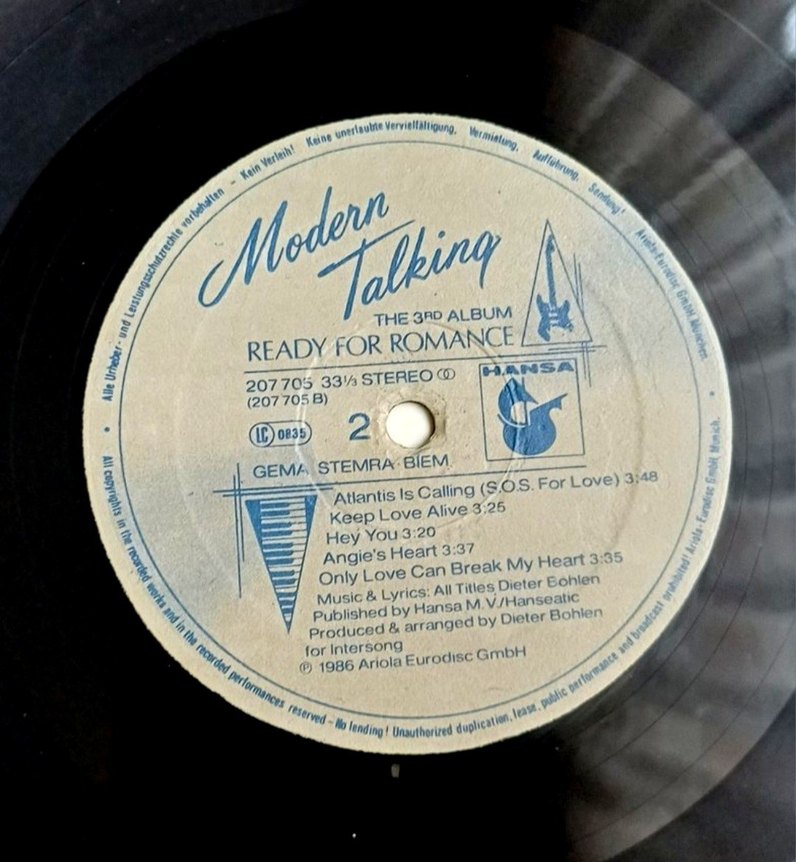 Alle Urheber- und Leistungsschutzrechte vorbehalten – Kein Verleih! Keine unerlaubte Vervielfältigung, Vermietung, Aufführung, Sendung! Ariola-Eurodisc GmbH München.
Modern
Talking
THE 3RD ALBUM
READY FOR ROMANCE
207 705 33⅓ STEREO
(207 705 B)
HANSA
LC 0835
2
GEMA STEMRA·BIEM
Atlantis Is Calling (S.O.S. For Love) 3:48
Keep Love Alive 3:25
Hey You 3:20
Angie's Heart 3:37
Only Love Can Break My Heart 3:35
Music & Lyrics: All Titles Dieter Bohlen
Published by Hansa M.V./Hanseatic
Produced & arranged by Dieter Bohlen
for Intersong
℗ 1986 Ariola Eurodisc GmbH
All copyrights in the recorded works and in the recorded performances reserved – No lending! Unauthorized duplication, lease, public performance and broadcast prohibited! Ariola-Eurodisc GmbH, Munich.